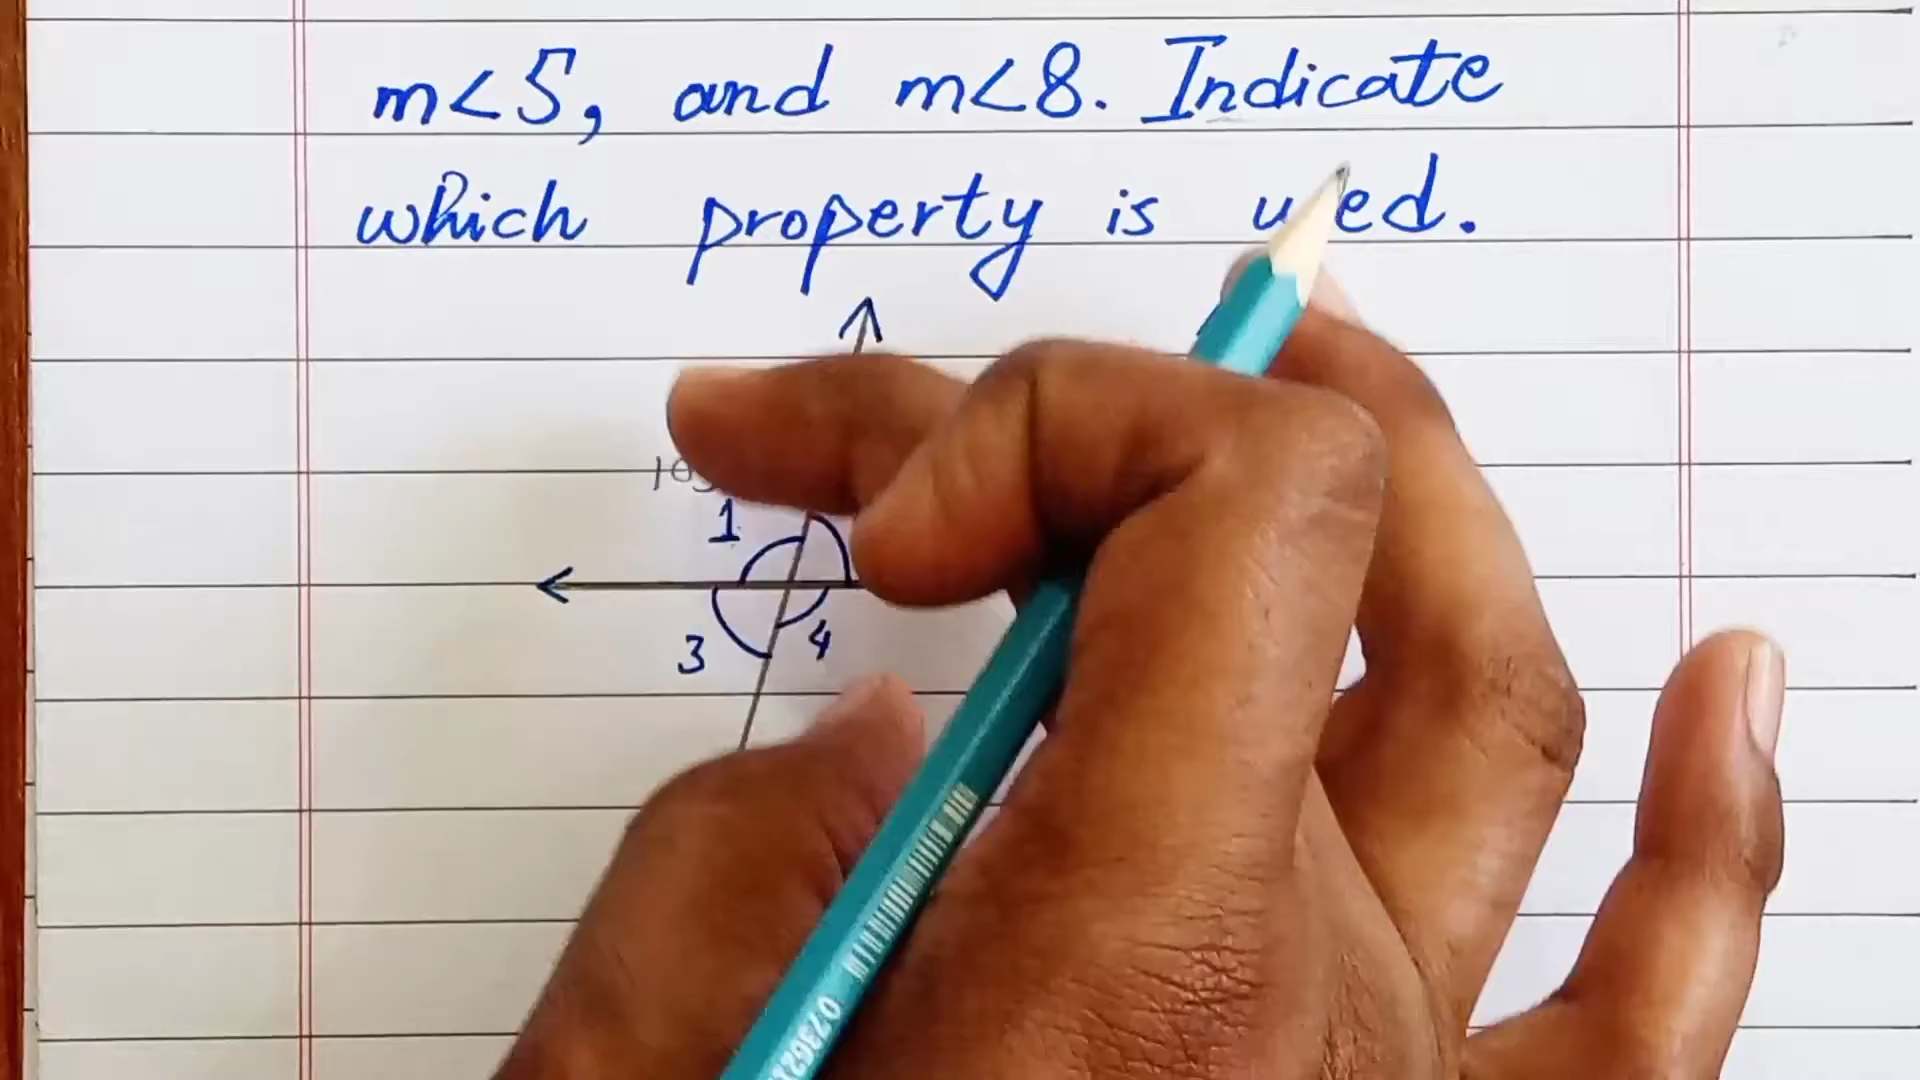 m<5, and m<8. Indicate
which property is used.
1
3
4